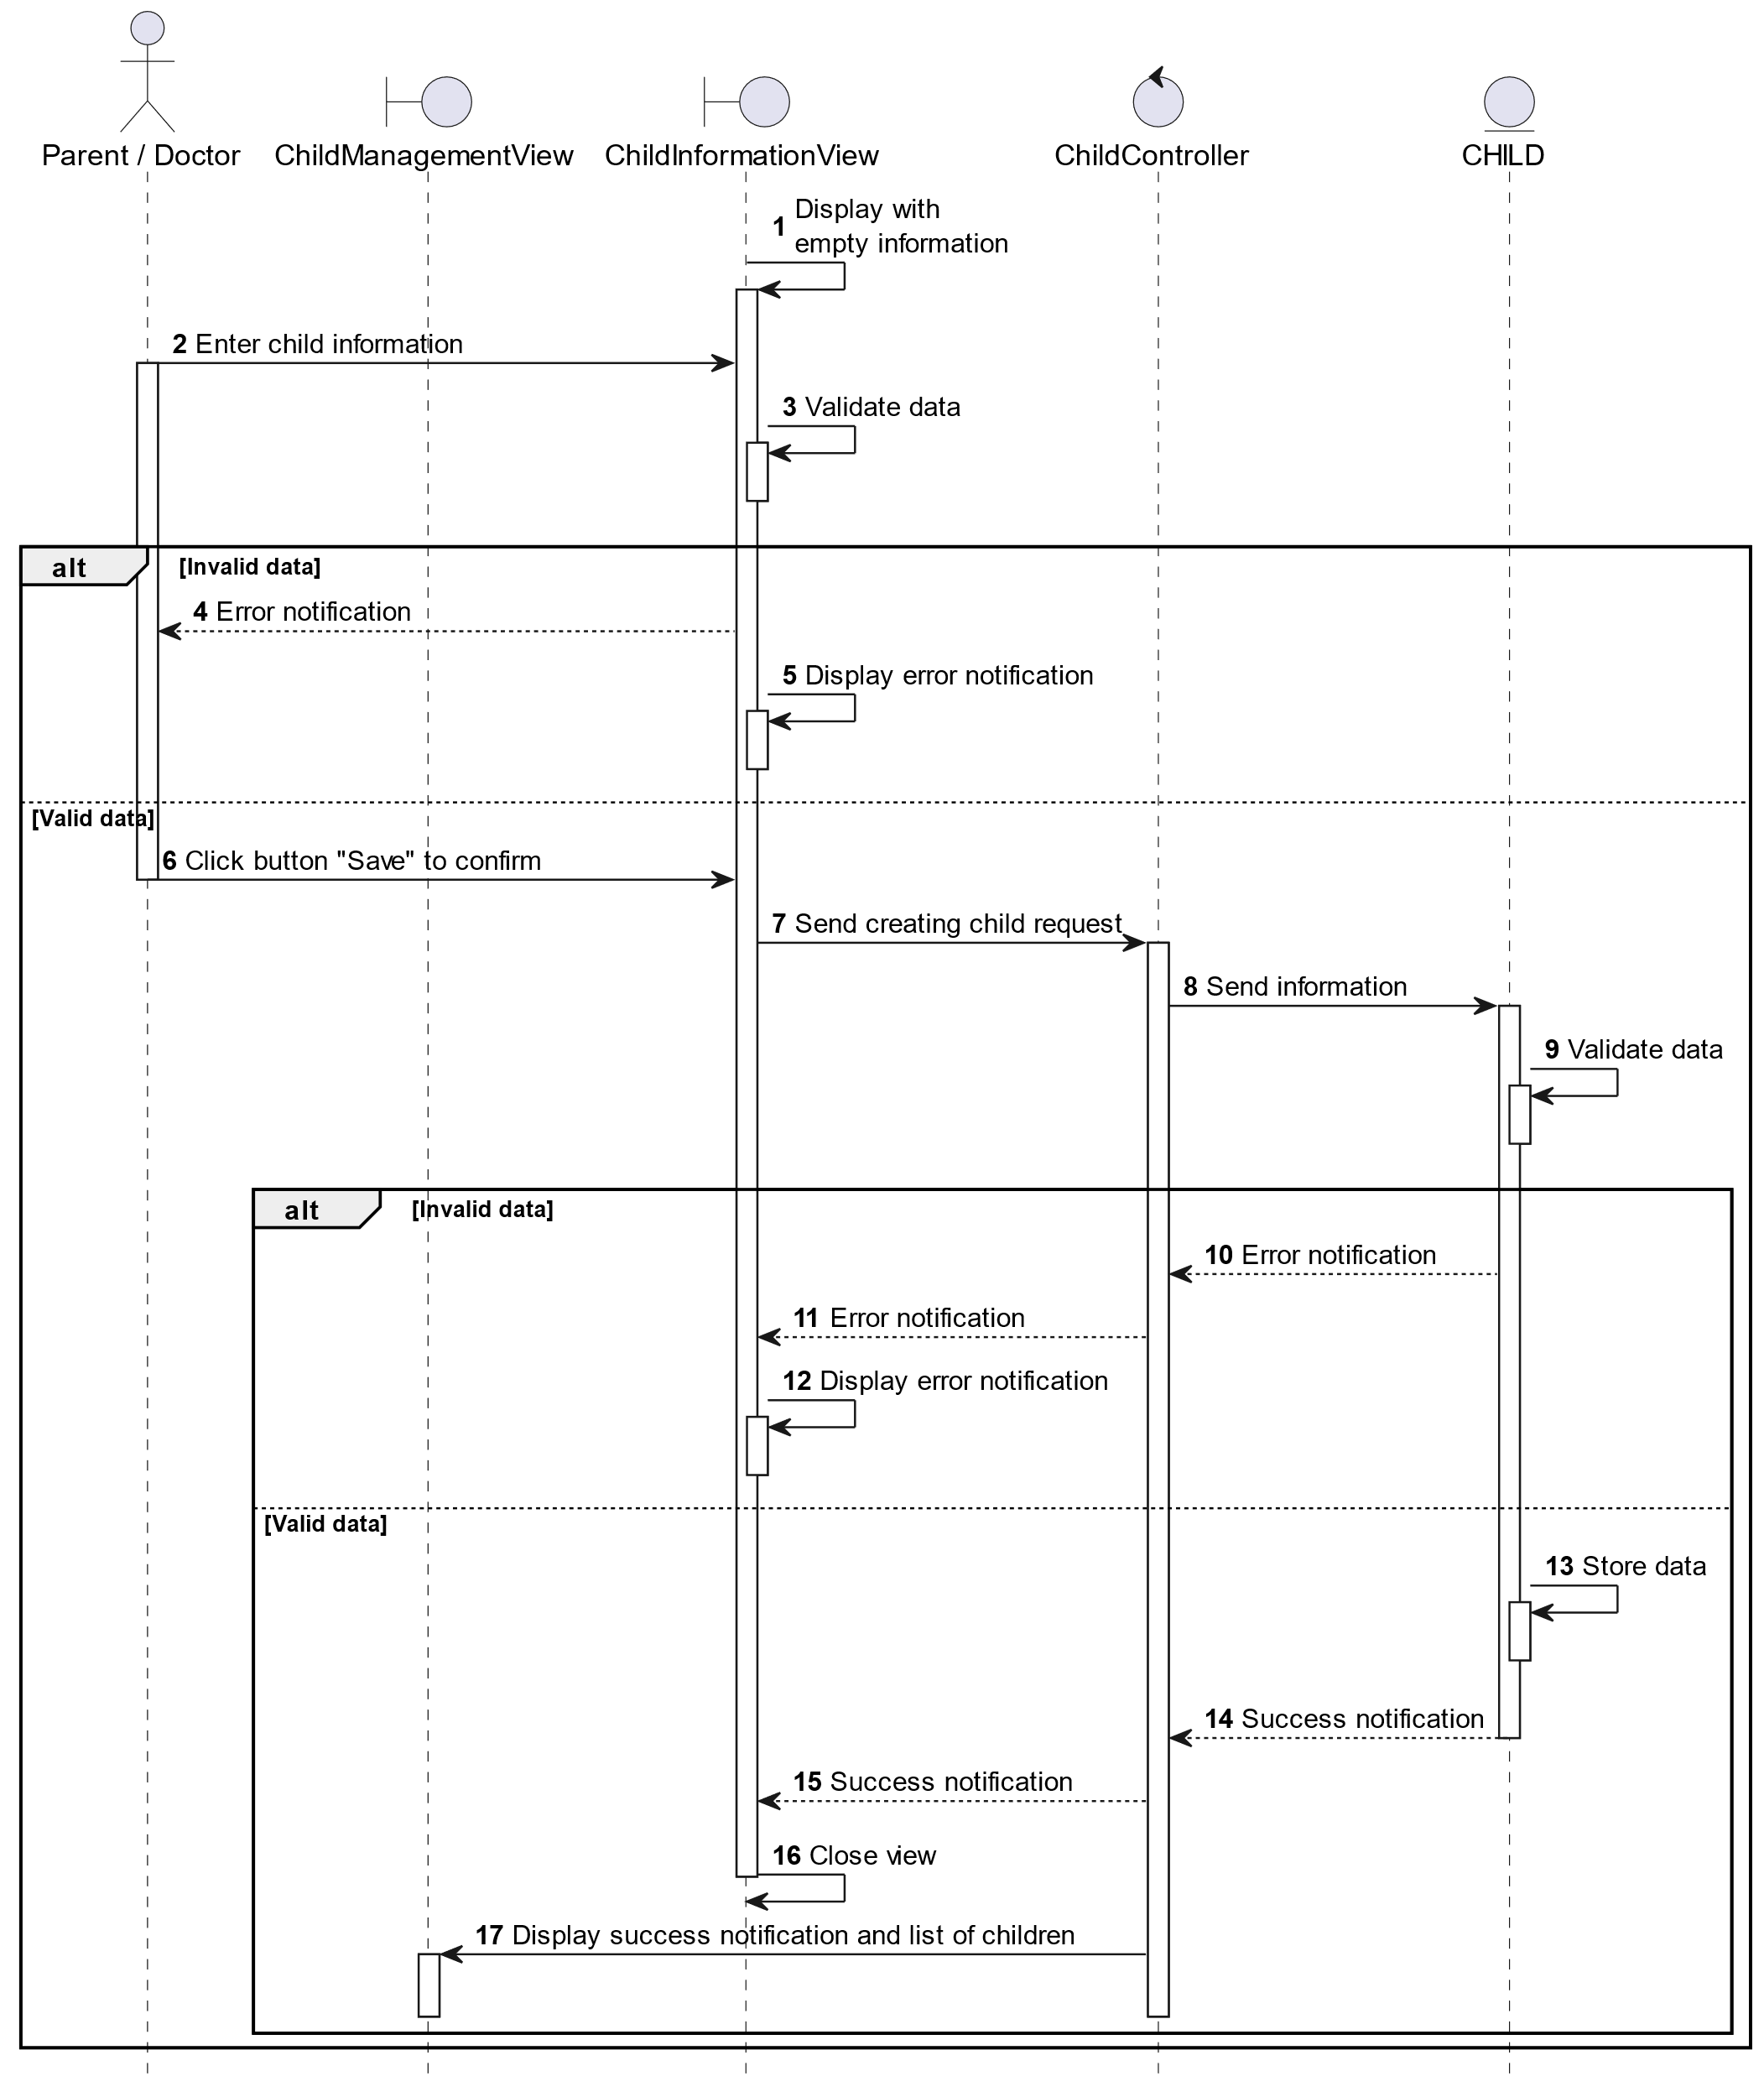 Parent / Doctor
ChildManagementView
ChildInformationView
ChildController
CHILD
1 Display with
empty information
2 Enter child information
3 Validate data
alt [Invalid data]
4 Error notification
5 Display error notification
[Valid data]
6 Click button "Save" to confirm
7 Send creating child request
8 Send information
9 Validate data
alt [Invalid data]
10 Error notification
11 Error notification
12 Display error notification
[Valid data]
13 Store data
14 Success notification
15 Success notification
16 Close view
17 Display success notification and list of children